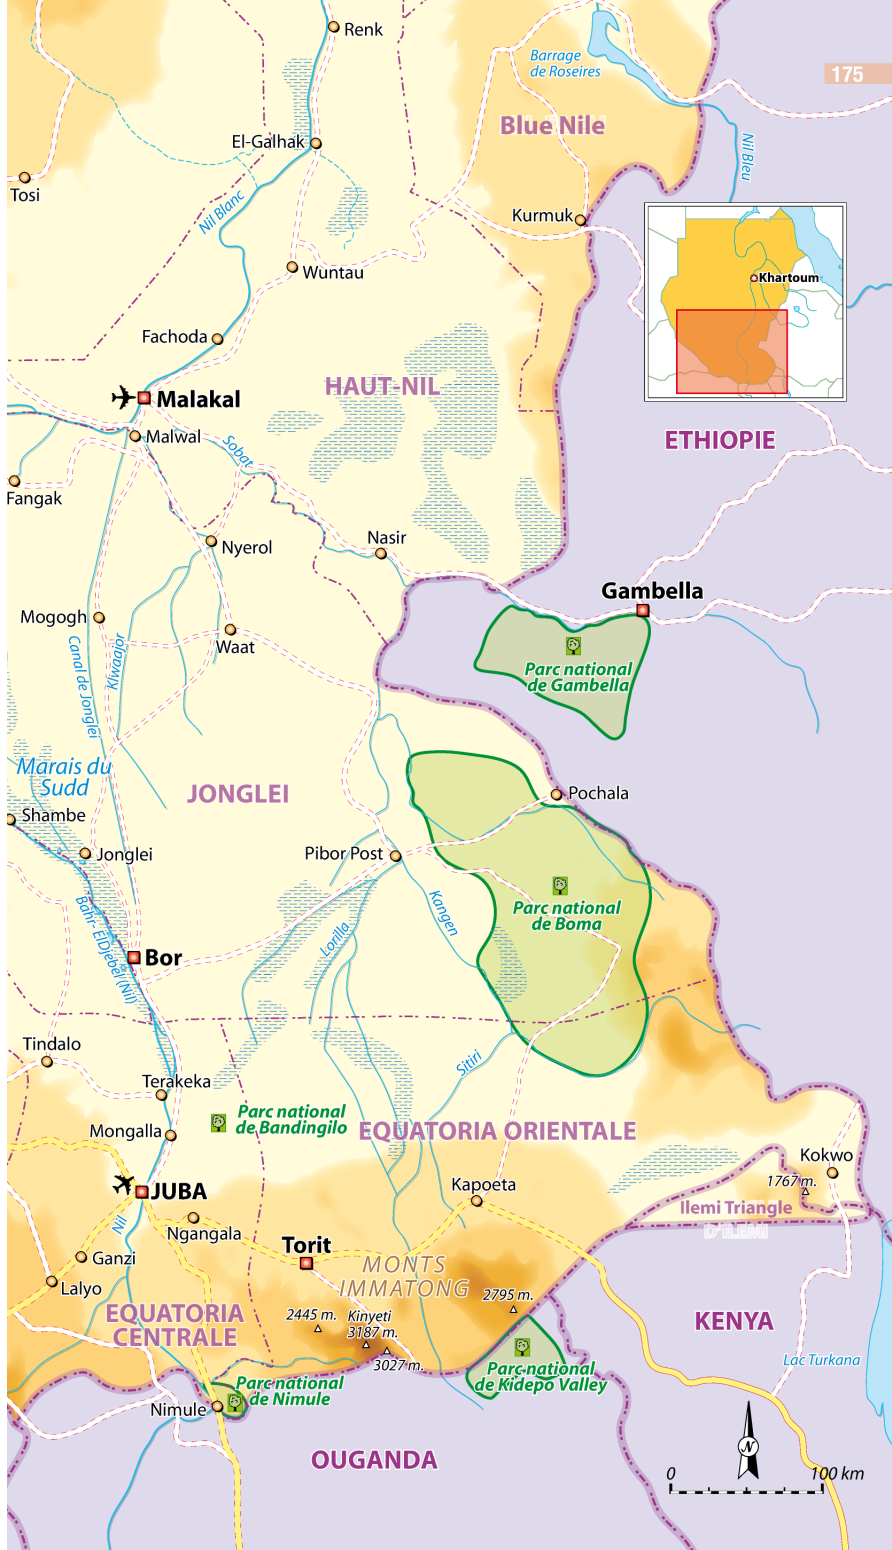 Renk
Barrage
de Roseires
175
Blue Nile
El-Galhak
Nil Bleu
Tosi
Nil Blanc
Kurmuk
Wuntau
Khartoum
Fachoda
HAUT-NIL
Malakal
Malwal
Sobat
ETHIOPIE
Fangak
Nyerol
Nasir
Gambella
Mogogh
Waat
Canal de Jonglei
Klwaajor
Parc national
de Gambella
Marais du
Sudd
JONGLEI
Pochala
Shambe
Jonglei
Pibor Post
Parc national
de Boma
Kangen
Lorilla
Bahr- ElDjebel (Nil)
Bor
Tindalo
Terakeka
Sitiri
Parc national
de Bandingilo
Mongalla
EQUATORIA ORIENTALE
Kokwo
1767 m.
JUBA
Kapoeta
Ilemi Triangle
Nil
Ngangala
Torit
Ganzi
MONTS
IMMATONG
Lalyo
2795 m.
EQUATORIA
CENTRALE
2445 m.
Kinyeti
3187 m.
3027 m.
KENYA
Lac Turkana
Parc national
de Kidepo Valley
Parc national
de Nimule
Nimule
OUGANDA
N
0
100 km